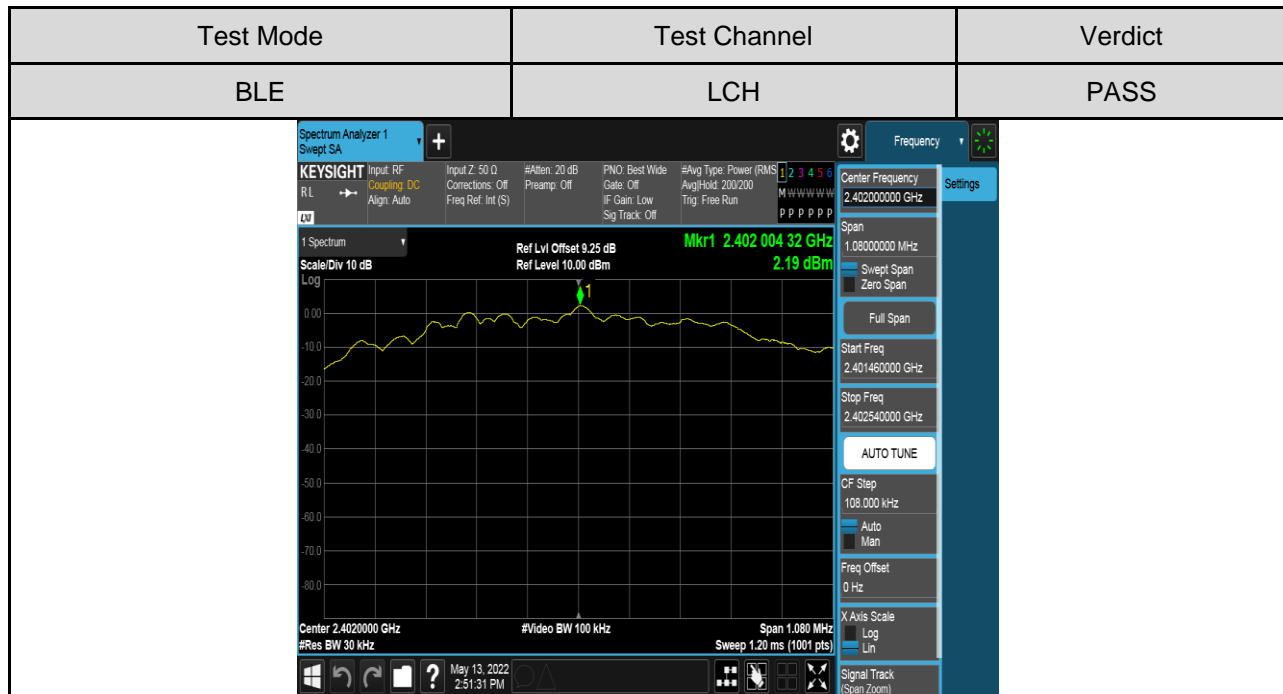 Test Mode Test Channel Verdict
BLE LCH PASS
Spectrum Analyzer 1
Swept SA
+
Frequency
KEYSIGHT
RL
LXI
Input: RF
Coupling: DC
Align: Auto
Input Z: 50 Ω
Corrections: Off
Freq Ref: Int (S)
#Atten: 20 dB
Preamp: Off
PNO: Best Wide
Gate: Off
IF Gain: Low
Sig Track: Off
#Avg Type: Power (RMS
Avg|Hold: 200/200
Trig: Free Run
1 2 3 4 5 6
M W W W W W
P P P P P P
1 Spectrum
Scale/Div 10 dB
Ref Lvl Offset 9.25 dB
Ref Level 10.00 dBm
Mkr1 2.402 004 32 GHz
2.19 dBm
Log
1
0.00
-10.0
-20.0
-30.0
-40.0
-50.0
-60.0
-70.0
-80.0
Center 2.4020000 GHz
#Res BW 30 kHz
#Video BW 100 kHz
Span 1.080 MHz
Sweep 1.20 ms (1001 pts)
?
May 13, 2022
2:51:31 PM
Center Frequency
2.402000000 GHz
Settings
Span
1.08000000 MHz
Swept Span
Zero Span
Full Span
Start Freq
2.401460000 GHz
Stop Freq
2.402540000 GHz
AUTO TUNE
CF Step
108.000 kHz
Auto
Man
Freq Offset
0 Hz
X Axis Scale
Log
Lin
Signal Track
(Span Zoom)